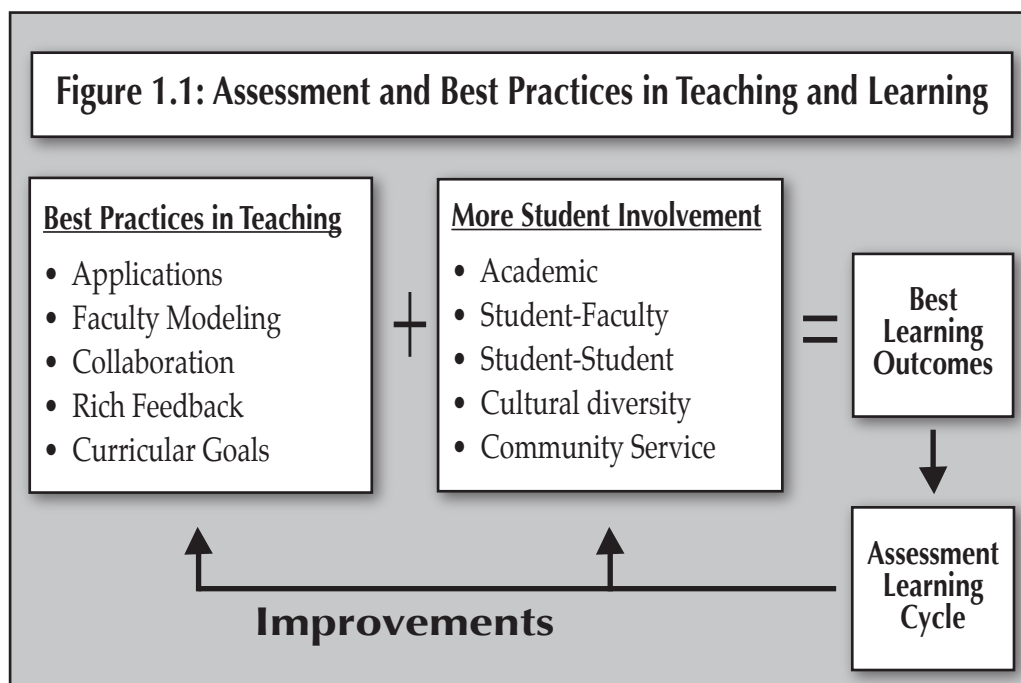 Figure 1.1: Assessment and Best Practices in Teaching and Learning
Best Practices in Teaching
• Applications
• Faculty Modeling
• Collaboration
• Rich Feedback
• Curricular Goals
+
More Student Involvement
• Academic
• Student-Faculty
• Student-Student
• Cultural diversity
• Community Service
=
Best
Learning
Outcomes
Assessment
Learning
Cycle
Improvements